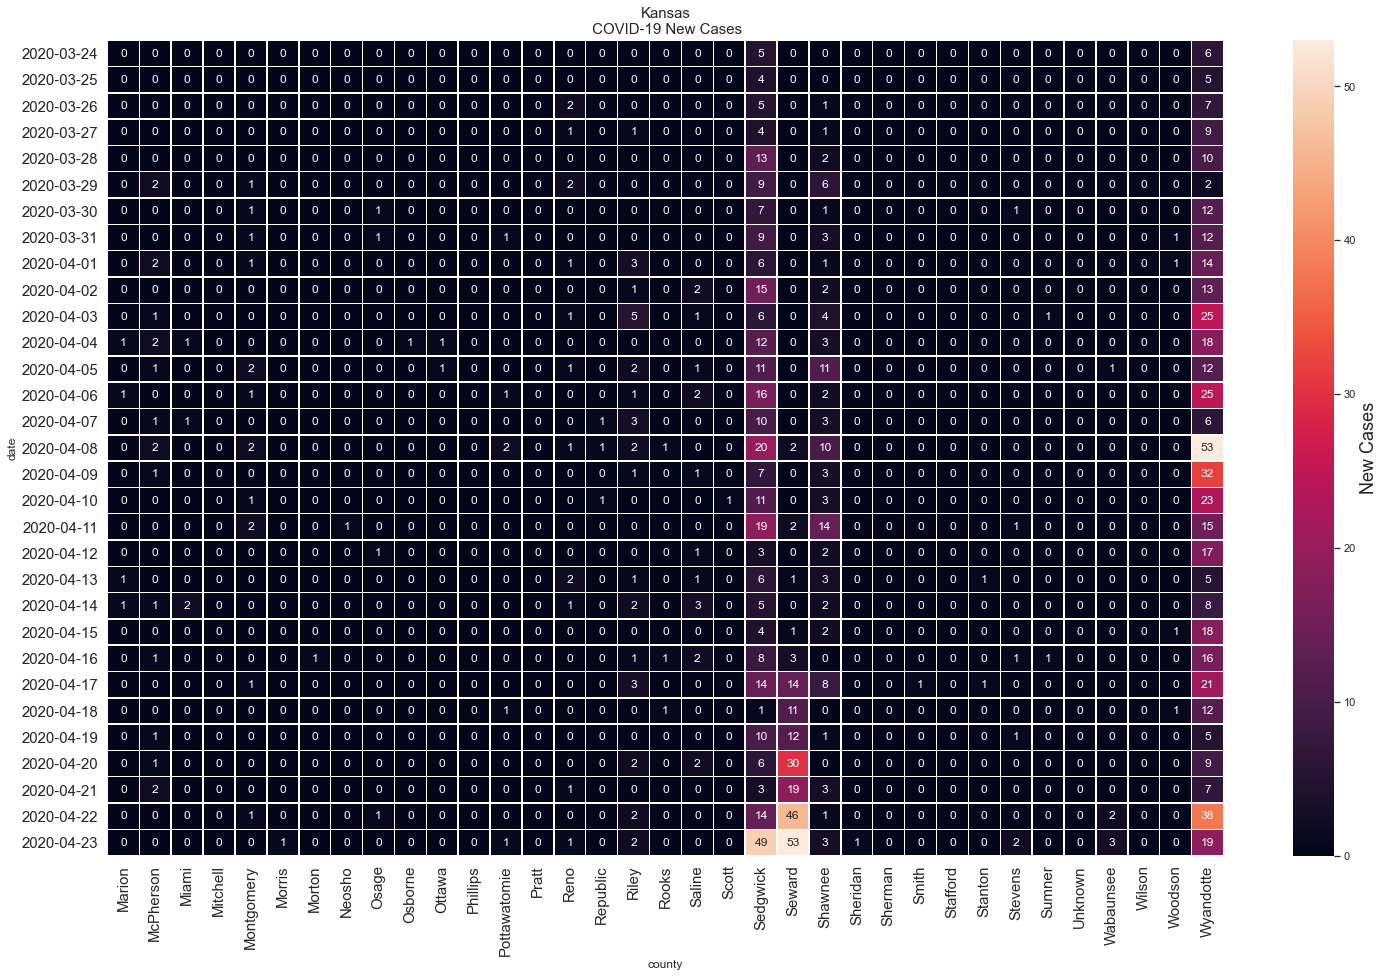 Kansas
COVID-19 New Cases
2020-03-24 0 0 0 0 0 0 0 0 0 0 0 0 0 0 0 0 0 0 0 0 5 0 0 0 0 0 0 0 0 0 0 0 0 0 6
2020-03-25 0 0 0 0 0 0 0 0 0 0 0 0 0 0 0 0 0 0 0 0 4 0 0 0 0 0 0 0 0 0 0 0 0 0 5
2020-03-26 0 0 0 0 0 0 0 0 0 0 0 0 0 0 2 0 0 0 0 0 5 0 1 0 0 0 0 0 0 0 0 0 0 0 7
2020-03-27 0 0 0 0 0 0 0 0 0 0 0 0 0 0 1 0 1 0 0 0 4 0 1 0 0 0 0 0 0 0 0 0 0 0 9
2020-03-28 0 0 0 0 0 0 0 0 0 0 0 0 0 0 0 0 0 0 0 0 13 0 2 0 0 0 0 0 0 0 0 0 0 0 10
2020-03-29 0 2 0 0 1 0 0 0 0 0 0 0 0 0 2 0 0 0 0 0 9 0 6 0 0 0 0 0 0 0 0 0 0 0 2
2020-03-30 0 0 0 0 1 0 0 0 1 0 0 0 0 0 0 0 0 0 0 0 7 0 1 0 0 0 0 0 1 0 0 0 0 0 12
2020-03-31 0 0 0 0 1 0 0 0 1 0 0 0 1 0 0 0 0 0 0 0 9 0 3 0 0 0 0 0 0 0 0 0 0 1 12
2020-04-01 0 2 0 0 1 0 0 0 0 0 0 0 0 0 1 0 3 0 0 0 6 0 1 0 0 0 0 0 0 0 0 0 0 1 14
2020-04-02 0 0 0 0 0 0 0 0 0 0 0 0 0 0 0 0 1 0 2 0 15 0 2 0 0 0 0 0 0 0 0 0 0 0 13
2020-04-03 0 1 0 0 0 0 0 0 0 0 0 0 0 0 1 0 5 0 1 0 6 0 4 0 0 0 0 0 0 1 0 0 0 0 25
2020-04-04 1 2 1 0 0 0 0 0 0 1 1 0 0 0 0 0 0 0 0 0 12 0 3 0 0 0 0 0 0 0 0 0 0 0 18
2020-04-05 0 1 0 0 2 0 0 0 0 0 1 0 0 0 1 0 2 0 1 0 11 0 11 0 0 0 0 0 0 0 0 1 0 0 12
2020-04-06 1 0 0 0 1 0 0 0 0 0 0 0 1 0 0 0 1 0 2 0 16 0 2 0 0 0 0 0 0 0 0 0 0 0 25
2020-04-07 0 1 1 0 0 0 0 0 0 0 0 0 0 0 0 1 3 0 0 0 10 0 3 0 0 0 0 0 0 0 0 0 0 0 6
2020-04-08 0 2 0 0 2 0 0 0 0 0 0 0 2 0 1 1 2 1 0 0 20 2 10 0 0 0 0 0 0 0 0 0 0 0 53
2020-04-09 0 1 0 0 0 0 0 0 0 0 0 0 0 0 0 0 1 0 1 0 7 0 3 0 0 0 0 0 0 0 0 0 0 0 32
2020-04-10 0 0 0 0 1 0 0 0 0 0 0 0 0 0 0 1 0 0 0 1 11 0 3 0 0 0 0 0 0 0 0 0 0 0 23
2020-04-11 0 0 0 0 2 0 0 1 0 0 0 0 0 0 0 0 0 0 0 0 19 2 14 0 0 0 0 0 1 0 0 0 0 0 15
2020-04-12 0 0 0 0 0 0 0 0 1 0 0 0 0 0 0 0 0 0 1 0 3 0 2 0 0 0 0 0 0 0 0 0 0 0 17
2020-04-13 1 0 0 0 0 0 0 0 0 0 0 0 0 0 2 0 1 0 1 0 6 1 3 0 0 0 0 1 0 0 0 0 0 0 5
2020-04-14 1 1 2 0 0 0 0 0 0 0 0 0 0 0 1 0 2 0 3 0 5 0 2 0 0 0 0 0 0 0 0 0 0 0 8
2020-04-15 0 0 0 0 0 0 0 0 0 0 0 0 0 0 0 0 0 0 0 0 4 1 2 0 0 0 0 0 0 0 0 0 0 1 18
2020-04-16 0 1 0 0 0 0 1 0 0 0 0 0 0 0 0 0 1 1 2 0 8 3 0 0 0 0 0 0 1 1 0 0 0 0 16
2020-04-17 0 0 0 0 1 0 0 0 0 0 0 0 0 0 0 0 3 0 0 0 14 14 8 0 0 1 0 1 0 0 0 0 0 0 21
2020-04-18 0 0 0 0 0 0 0 0 0 0 0 0 1 0 0 0 0 1 0 0 1 11 0 0 0 0 0 0 0 0 0 0 0 1 12
2020-04-19 0 1 0 0 0 0 0 0 0 0 0 0 0 0 0 0 0 0 0 0 10 12 1 0 0 0 0 0 1 0 0 0 0 0 5
2020-04-20 0 1 0 0 0 0 0 0 0 0 0 0 0 0 0 0 2 0 2 0 6 30 0 0 0 0 0 0 0 0 0 0 0 0 9
2020-04-21 0 2 0 0 0 0 0 0 0 0 0 0 0 0 1 0 0 0 0 0 3 19 3 0 0 0 0 0 0 0 0 0 0 0 7
2020-04-22 0 0 0 0 1 0 0 0 1 0 0 0 0 0 0 0 2 0 0 0 14 46 1 0 0 0 0 0 0 0 0 2 0 0 38
2020-04-23 0 0 0 0 0 1 0 0 0 0 0 0 1 0 1 0 2 0 0 0 49 53 3 1 0 0 0 0 2 0 0 3 0 0 19
date
Marion McPherson Miami Mitchell Montgomery Morris Morton Neosho Osage Osborne Ottawa Phillips Pottawatomie Pratt Reno Republic Riley Rooks Saline Scott Sedgwick Seward Shawnee Sheridan Sherman Smith Stafford Stanton Stevens Sumner Unknown Wabaunsee Wilson Woodson Wyandotte
county
50
40
30
20
10
0
New Cases